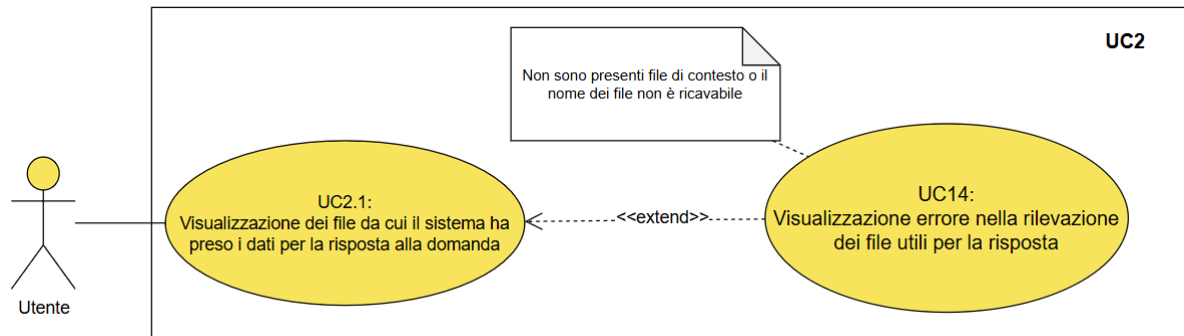 UC2
Non sono presenti file di contesto o il
nome dei file non è ricavabile
UC2.1:
Visualizzazione dei file da cui il sistema ha
preso i dati per la risposta alla domanda
<<extend>>
UC14:
Visualizzazione errore nella rilevazione
dei file utili per la risposta
Utente